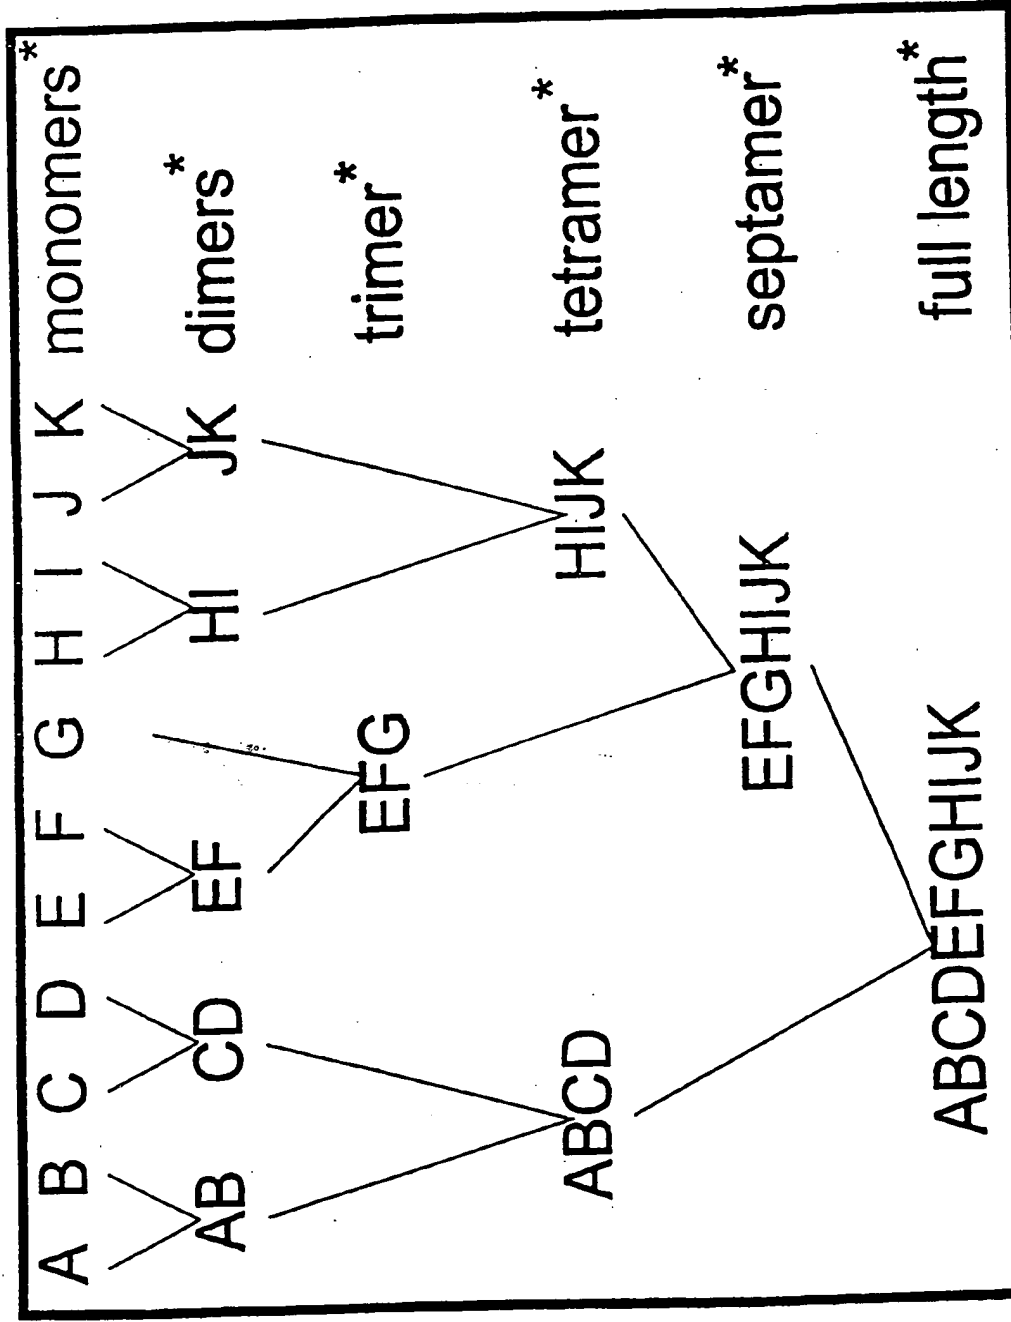 A B C D E F G H I J K monomers*
AB CD EF HI JK dimers*
EFG trimer*
ABCD HIJK tetramer*
EFGHIJK septamer*
ABCDEFGHIJK full length*